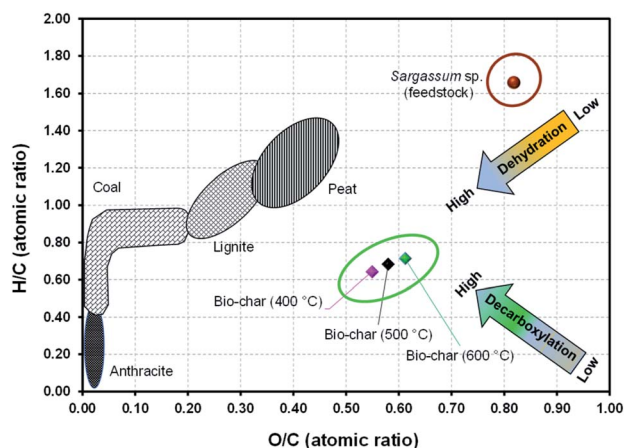 2.00
1.80
1.60
1.40
1.20
1.00
0.80
0.60
0.40
0.20
0.00
H/C (atomic ratio)
Sargassum sp.
(feedstock)
Low
Dehydration
High
Coal
Peat
Lignite
High
Decarboxylation
Low
Bio-char (400 °C)
Bio-char
(500 °C)
Bio-char (600 °C)
Anthracite
0.00 0.10 0.20 0.30 0.40 0.50 0.60 0.70 0.80 0.90 1.00
O/C (atomic ratio)